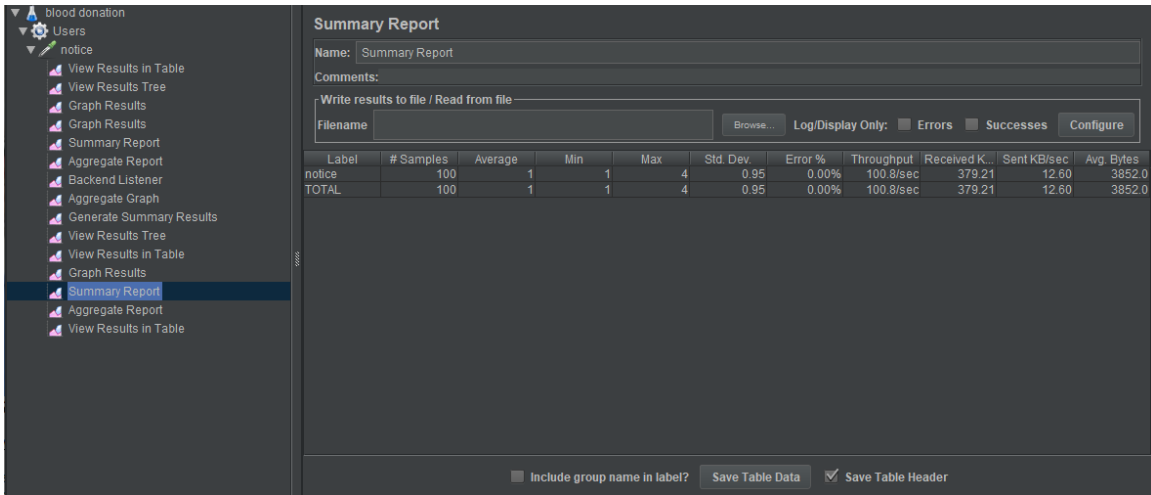 blood donation
Users
notice
View Results in Table
View Results Tree
Graph Results
Graph Results
Summary Report
Aggregate Report
Backend Listener
Aggregate Graph
Generate Summary Results
View Results Tree
View Results in Table
Graph Results
Summary Report
Aggregate Report
View Results in Table
Summary Report
Name: Summary Report
Comments:
Write results to file / Read from file
Filename Browse... Log/Display Only: Errors Successes Configure
Label # Samples Average Min Max Std. Dev. Error % Throughput Received K... Sent KB/sec Avg. Bytes
notice 100 1 1 4 0.95 0.00% 100.8/sec 379.21 12.60 3852.0
TOTAL 100 1 1 4 0.95 0.00% 100.8/sec 379.21 12.60 3852.0
Include group name in label? Save Table Data Save Table Header